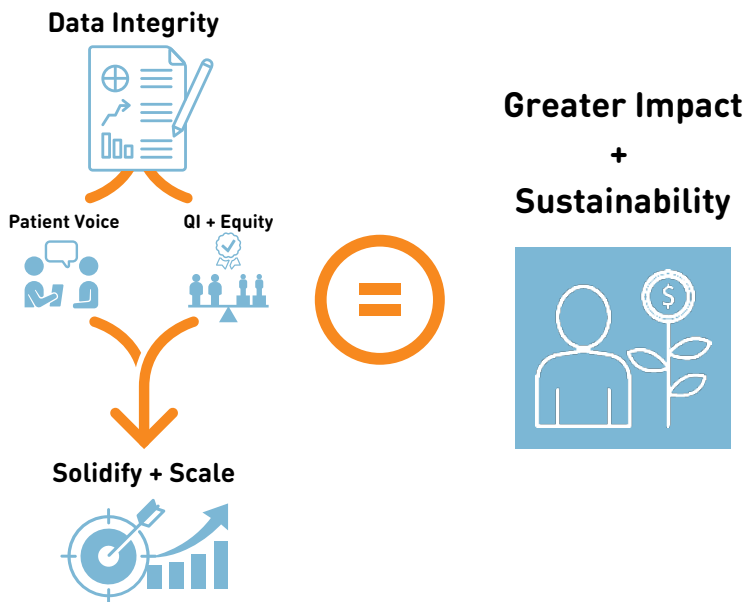 Data Integrity
Patient Voice
QI + Equity
Solidify + Scale
=
Greater Impact
+
Sustainability
$